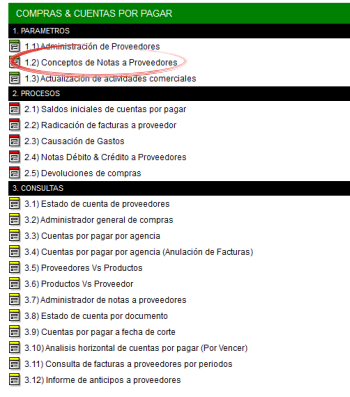 COMPRAS & CUENTAS POR PAGAR
1. PARAMETROS
1.1) Administración de Proveedores
1.2) Conceptos de Notas a Proveedores
1.3) Actualización de actividades comerciales
2. PROCESOS
2.1) Saldos iniciales de cuentas por pagar
2.2) Radicación de facturas a proveedor
2.3) Causación de Gastos
2.4) Notas Débito & Crédito a Proveedores
2.5) Devoluciones de compras
3. CONSULTAS
3.1) Estado de cuenta de proveedores
3.2) Administrador general de compras
3.3) Cuentas por pagar por agencia
3.4) Cuentas por pagar por agencia (Anulación de Facturas)
3.5) Proveedores Vs Productos
3.6) Productos Vs Proveedor
3.7) Administrador de notas a proveedores
3.8) Estado de cuenta por documento
3.9) Cuentas por pagar a fecha de corte
3.10) Analisis horizontal de cuentas por pagar (Por Vencer)
3.11) Consulta de facturas a proveedores por periodos
3.12) Informe de anticipos a proveedores